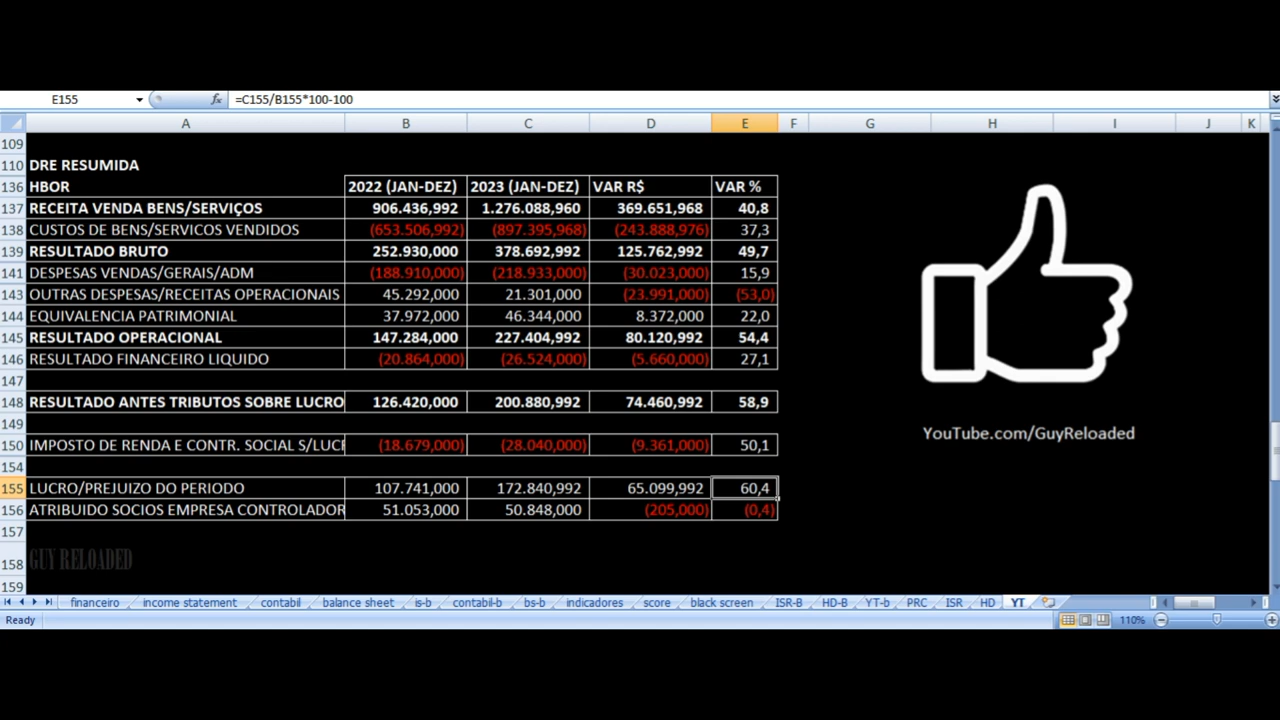 E155 fx =C155/B155*100-100
A B C D E F G H I J K
109
110 DRE RESUMIDA
136 HBOR 2022 (JAN-DEZ) 2023 (JAN-DEZ) VAR R$ VAR %
137 RECEITA VENDA BENS/SERVIÇOS 906.436,992 1.276.088,960 369.651,968 40,8
138 CUSTOS DE BENS/SERVICOS VENDIDOS (653.506,992) (897.395,968) (243.888,976) 37,3
139 RESULTADO BRUTO 252.930,000 378.692,992 125.762,992 49,7
141 DESPESAS VENDAS/GERAIS/ADM (188.910,000) (218.933,000) (30.023,000) 15,9
143 OUTRAS DESPESAS/RECEITAS OPERACIONAIS 45.292,000 21.301,000 (23.991,000) (53,0)
144 EQUIVALENCIA PATRIMONIAL 37.972,000 46.344,000 8.372,000 22,0
145 RESULTADO OPERACIONAL 147.284,000 227.404,992 80.120,992 54,4
146 RESULTADO FINANCEIRO LIQUIDO (20.864,000) (26.524,000) (5.660,000) 27,1
147
148 RESULTADO ANTES TRIBUTOS SOBRE LUCRO 126.420,000 200.880,992 74.460,992 58,9
149
YouTube.com/GuyReloaded
150 IMPOSTO DE RENDA E CONTR. SOCIAL S/LUCR (18.679,000) (28.040,000) (9.361,000) 50,1
154
155 LUCRO/PREJUIZO DO PERIODO 107.741,000 172.840,992 65.099,992 60,4
156 ATRIBUIDO SOCIOS EMPRESA CONTROLADOR 51.053,000 50.848,000 (205,000) (0,4)
157
158 GUY RELOADED
159
financeiro income statement contabil balance sheet is-b contabil-b bs-b indicadores score black screen ISR-B HD-B YT-b PRC ISR HD YT
Ready 110%